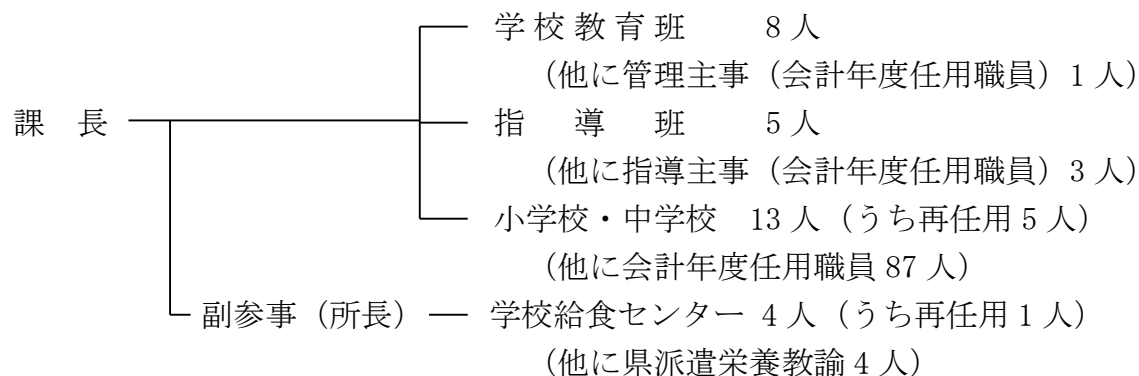 学校教育班 8人
(他に管理主事(会計年度任用職員)1人)
課長
指導班 5人
(他に指導主事(会計年度任用職員)3人)
小学校・中学校 13人(うち再任用5人)
(他に会計年度任用職員87人)
副参事(所長) 学校給食センター 4人(うち再任用1人)
(他に県派遣栄養教諭4人)